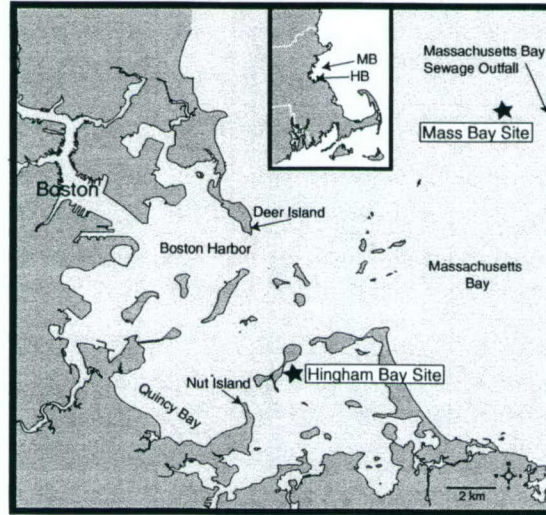 MB
HB
Massachusetts Bay
Sewage Outfall
Mass Bay Site
Boston
Deer Island
Boston Harbor
Massachusetts
Bay
Hingham Bay Site
Nut Island
Quincy Bay
2 km